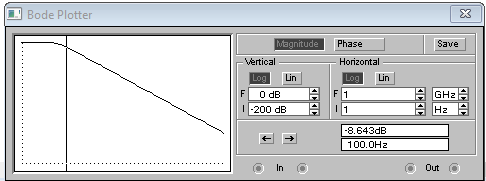 Bode Plotter
Magnitude Phase Save
Vertical Horizontal
Log Lin Log Lin
F 0 dB F 1 GHz
I -200 dB I 1 Hz
-8.643dB
100.0Hz
In Out